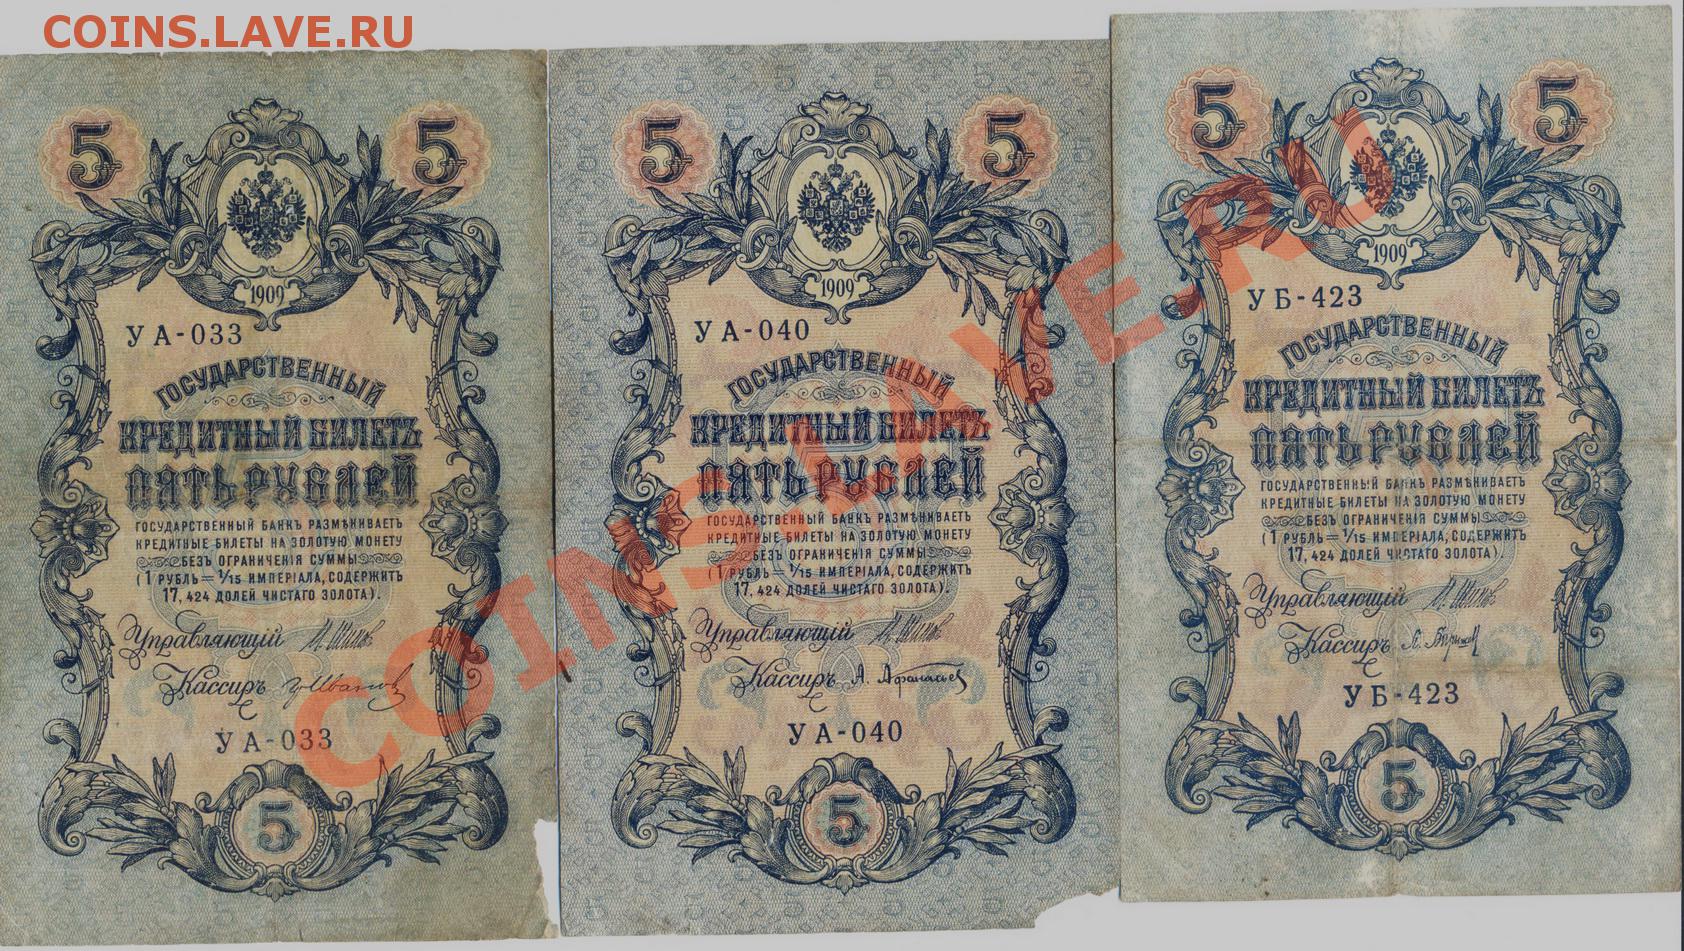 COINS.LAVE.RU
5 5
1909
УА-033
ГОСУДАРСТВЕННЫЙ
КРЕДИТНЫЙ БИЛЕТЪ
ПЯТЬ РУБЛЕЙ
ГОСУДАРСТВЕННЫЙ БАНКЪ РАЗМѢНИВАЕТЪ
КРЕДИТНЫЕ БИЛЕТЫ НА ЗОЛОТУЮ МОНЕТУ
БЕЗЪ ОГРАНИЧЕНІЯ СУММЫ
(1 РУБЛЬ = 1/15 ИМПЕРІАЛА, СОДЕРЖИТЪ
17,424 ДОЛЕЙ ЧИСТАГО ЗОЛОТА).
Управляющій
Кассиръ
УА-033
5
5 5
1909
УА-040
ГОСУДАРСТВЕННЫЙ
КРЕДИТНЫЙ БИЛЕТЪ
ПЯТЬ РУБЛЕЙ
ГОСУДАРСТВЕННЫЙ БАНКЪ РАЗМѢНИВАЕТЪ
КРЕДИТНЫЕ БИЛЕТЫ НА ЗОЛОТУЮ МОНЕТУ
БЕЗЪ ОГРАНИЧЕНІЯ СУММЫ
(1 РУБЛЬ = 1/15 ИМПЕРІАЛА, СОДЕРЖИТЪ
17,424 ДОЛЕЙ ЧИСТАГО ЗОЛОТА).
Управляющій
Кассиръ А. Афанасьев
УА-040
5
5 5
1909
УБ-423
ГОСУДАРСТВЕННЫЙ
КРЕДИТНЫЙ БИЛЕТЪ
ПЯТЬ РУБЛЕЙ
ГОСУДАРСТВЕННЫЙ БАНКЪ РАЗМѢНИВАЕТЪ
КРЕДИТНЫЕ БИЛЕТЫ НА ЗОЛОТУЮ МОНЕТУ
БЕЗЪ ОГРАНИЧЕНІЯ СУММЫ
(1 РУБЛЬ = 1/15 ИМПЕРІАЛА, СОДЕРЖИТЪ
17,424 ДОЛЕЙ ЧИСТАГО ЗОЛОТА).
Управляющій
Кассиръ
УБ-423
5
COINS.LAVE.RU